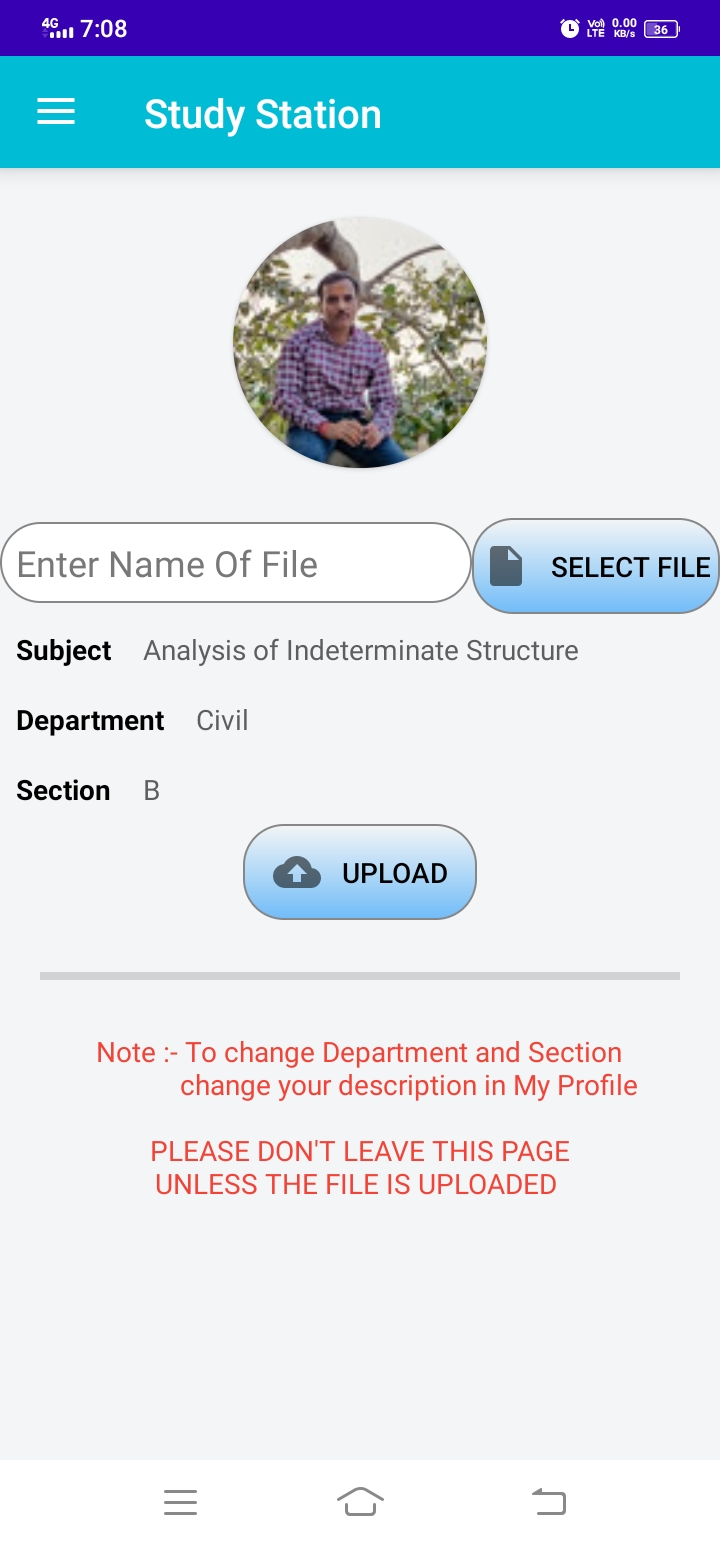 4G 7:08 Vo) LTE 0.00 KB/s 36
Study Station
Enter Name Of File SELECT FILE
Subject Analysis of Indeterminate Structure
Department Civil
Section B
UPLOAD
Note :- To change Department and Section
change your description in My Profile
PLEASE DON'T LEAVE THIS PAGE
UNLESS THE FILE IS UPLOADED